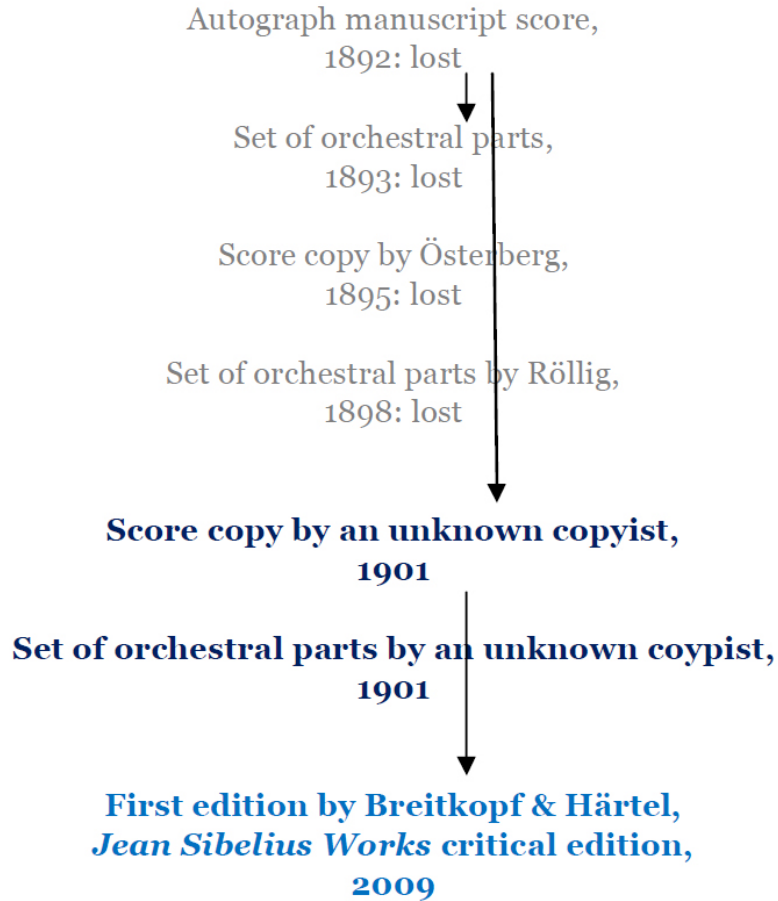 Autograph manuscript score,
1892: lost
Set of orchestral parts,
1893: lost
Score copy by Österberg,
1895: lost
Set of orchestral parts by Röllig,
1898: lost
Score copy by an unknown copyist,
1901
Set of orchestral parts by an unknown coypist,
1901
First edition by Breitkopf & Härtel,
Jean Sibelius Works critical edition,
2009